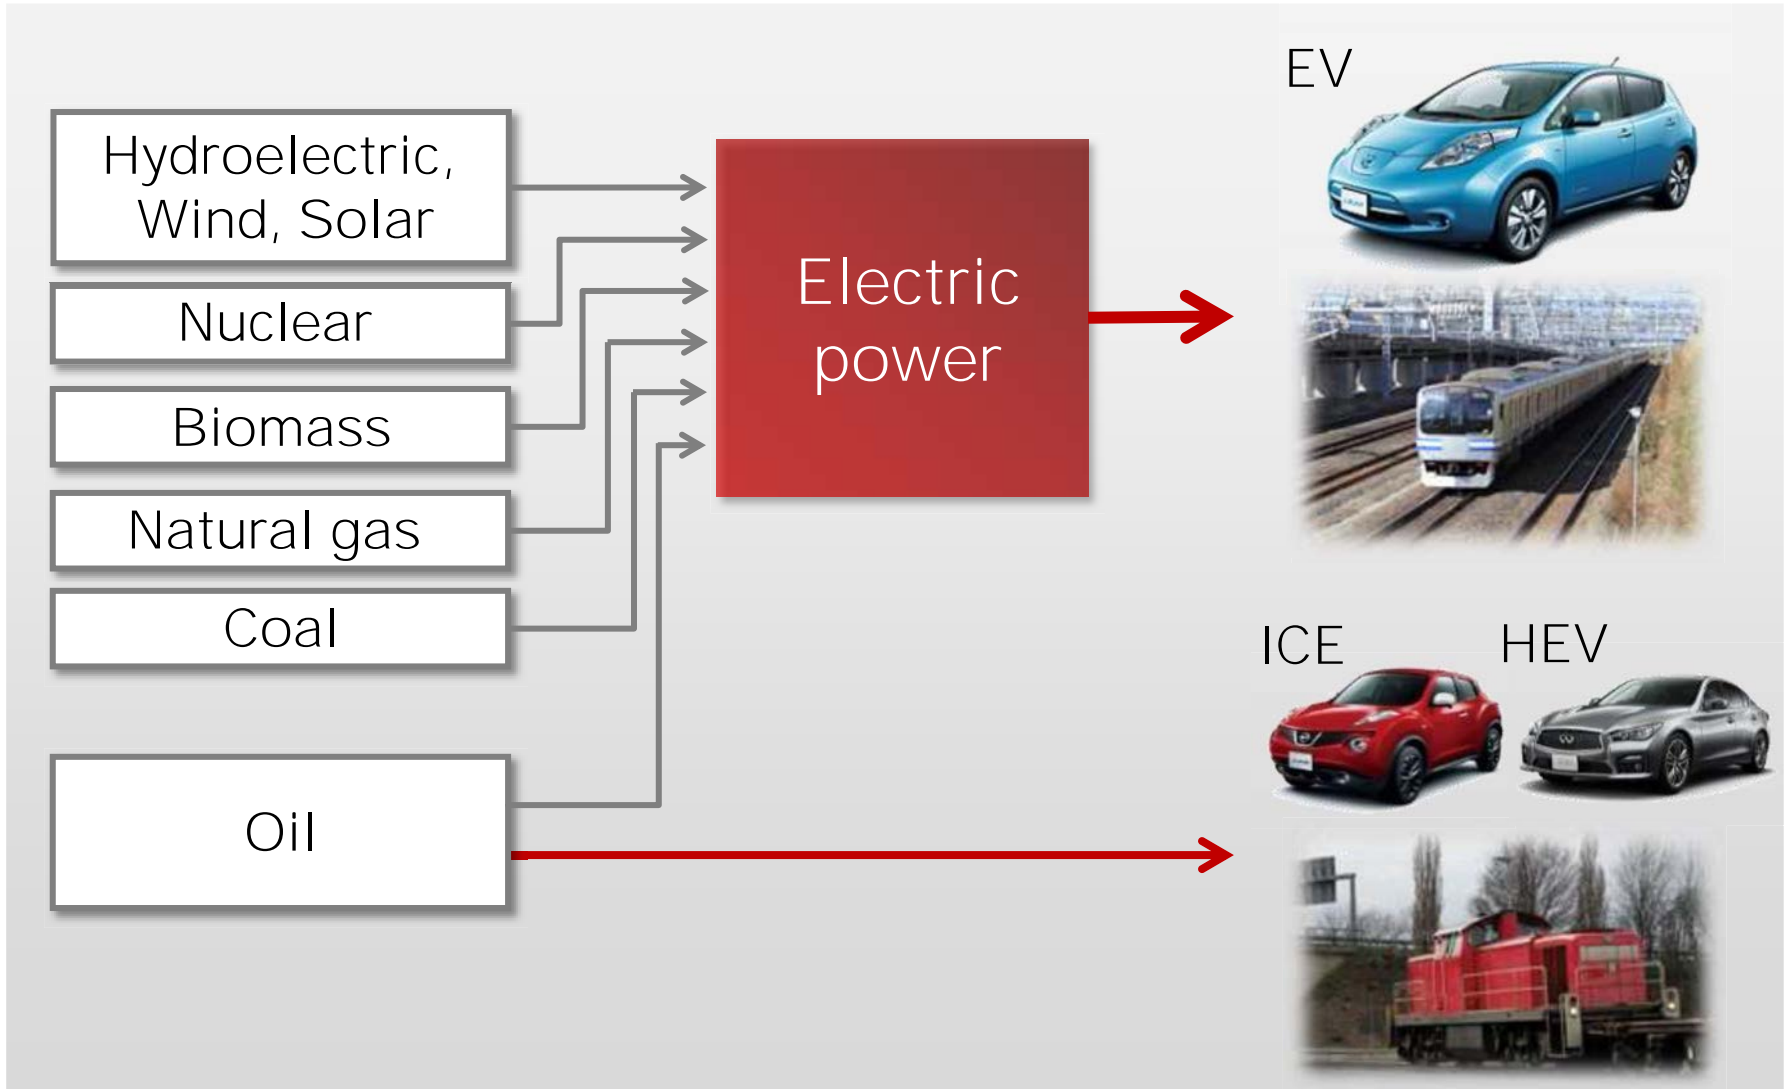 EV
Hydroelectric,
Wind, Solar
Nuclear
Biomass
Natural gas
Coal
Oil
Electric
power
ICE
HEV